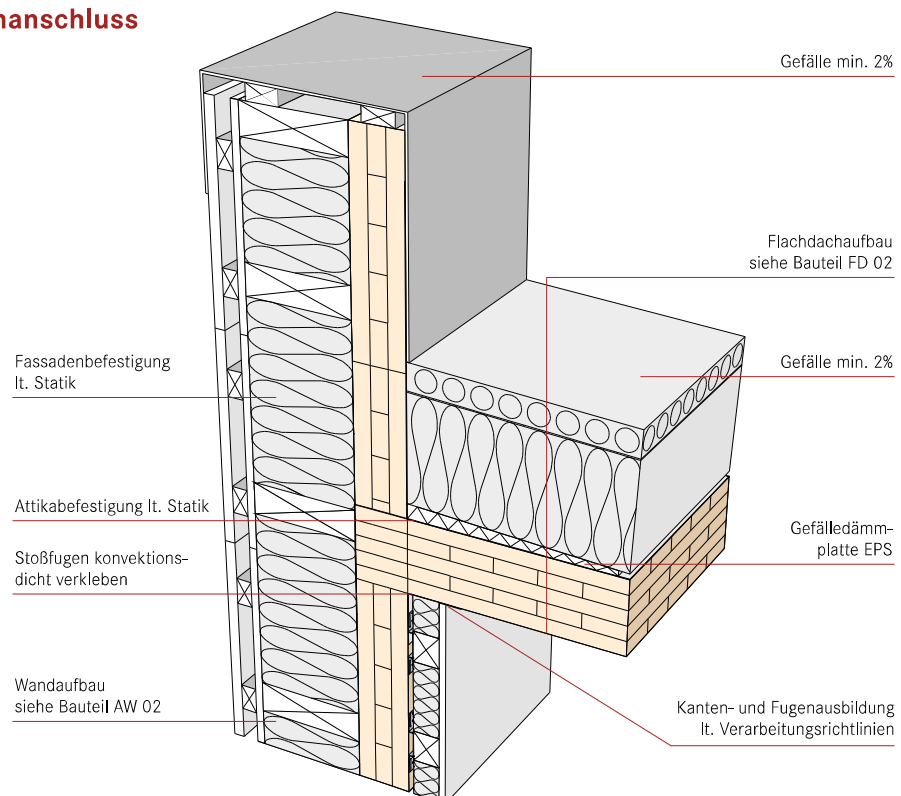 nanschluss
Gefälle min. 2%
Flachdachaufbau
siehe Bauteil FD 02
Fassadenbefestigung
lt. Statik
Gefälle min. 2%
Attikabefestigung lt. Statik
Gefälledämm-
platte EPS
Stoßfugen konvektions-
dicht verkleben
Wandaufbau
siehe Bauteil AW 02
Kanten- und Fugenausbildung
lt. Verarbeitungsrichtlinien